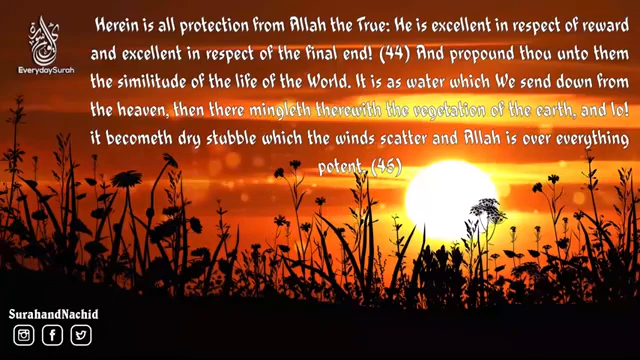 Herein is all protection from Allah the True: He is excellent in respect of reward
and excellent in respect of the final end! (44) And propound thou unto them
the similitude of the life of the World. It is as water which We send down from
the heaven, then there mingleth therewith the vegetation of the earth, and lo!
it becometh dry stubble which the winds scatter and Allah is over everything
potent. (45)
EverydaySurah
SurahandNachid